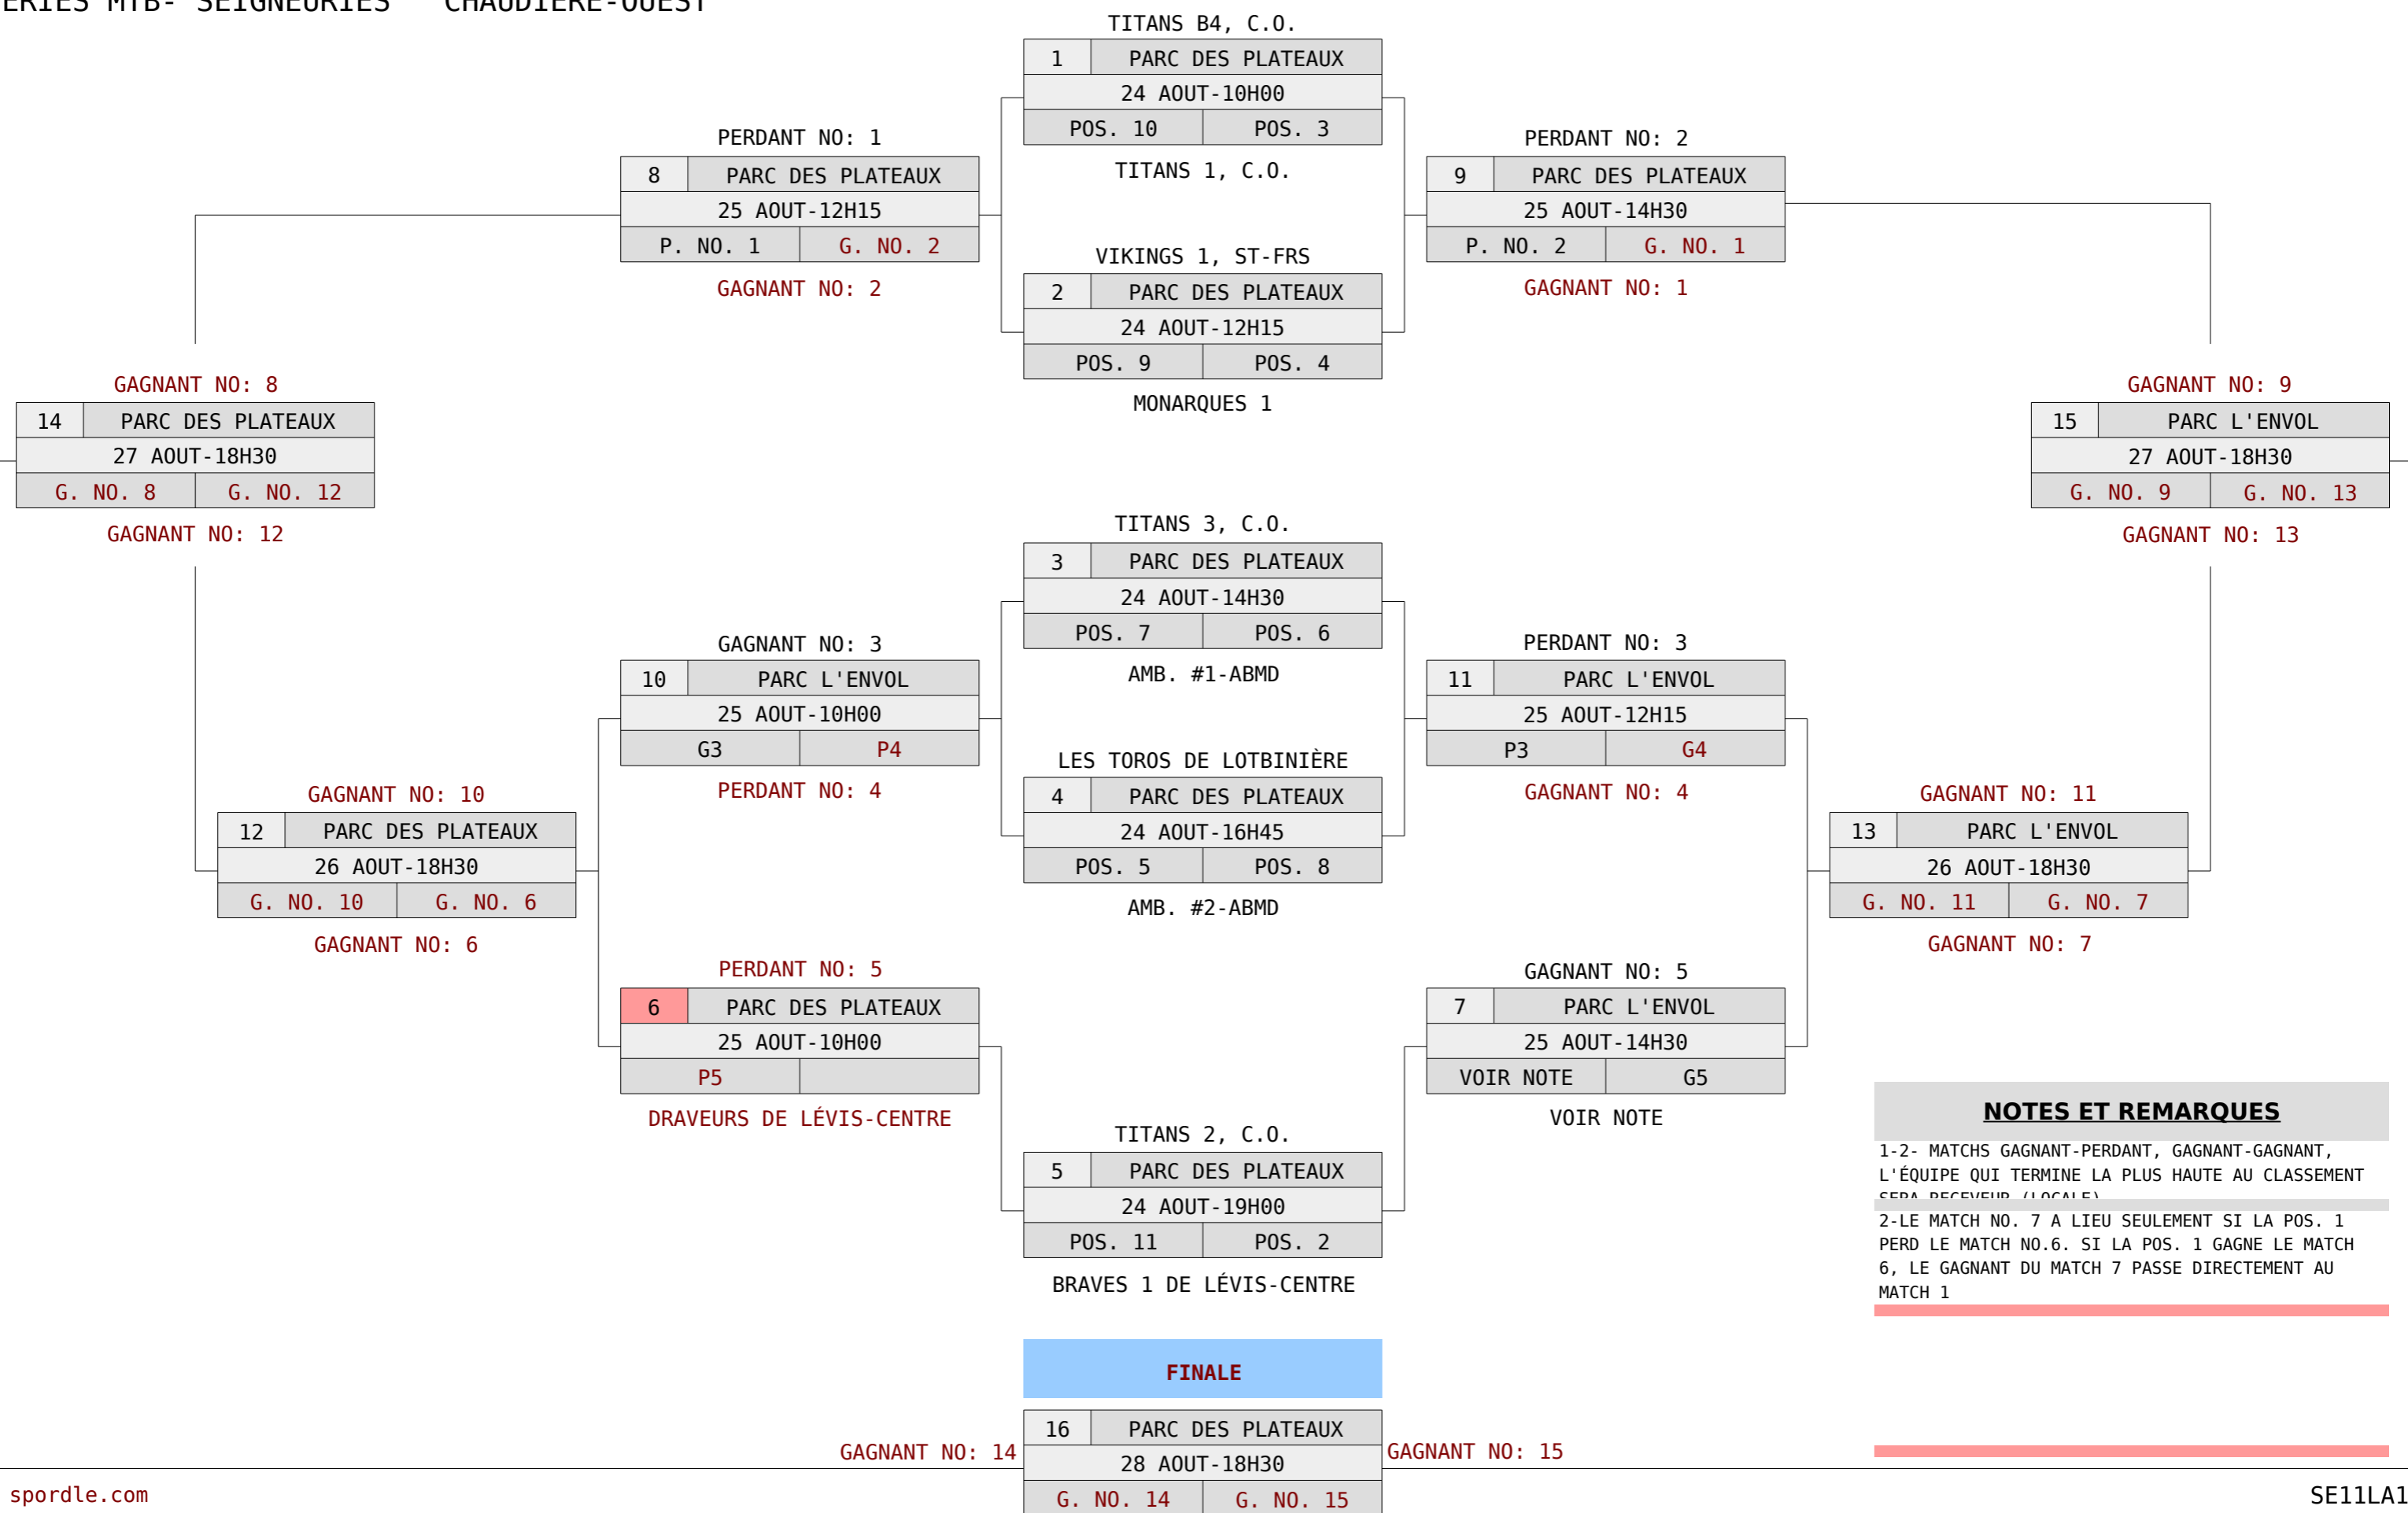 ERIES MTB- SEIGNEURIES CHAUDIERE-OUEST
TITANS B4, C.O.
1 PARC DES PLATEAUX
24 AOUT-10H00
POS. 10 POS. 3
TITANS 1, C.O.
PERDANT NO: 1
8 PARC DES PLATEAUX
25 AOUT-12H15
P. NO. 1 G. NO. 2
GAGNANT NO: 2
PERDANT NO: 2
9 PARC DES PLATEAUX
25 AOUT-14H30
P. NO. 2 G. NO. 1
GAGNANT NO: 1
VIKINGS 1, ST-FRS
2 PARC DES PLATEAUX
24 AOUT-12H15
POS. 9 POS. 4
MONARQUES 1
GAGNANT NO: 8
14 PARC DES PLATEAUX
27 AOUT-18H30
G. NO. 8 G. NO. 12
GAGNANT NO: 12
GAGNANT NO: 9
15 PARC L'ENVOL
27 AOUT-18H30
G. NO. 9 G. NO. 13
GAGNANT NO: 13
TITANS 3, C.O.
3 PARC DES PLATEAUX
24 AOUT-14H30
POS. 7 POS. 6
AMB. #1-ABMD
GAGNANT NO: 3
10 PARC L'ENVOL
25 AOUT-10H00
G3 P4
PERDANT NO: 4
PERDANT NO: 3
11 PARC L'ENVOL
25 AOUT-12H15
P3 G4
GAGNANT NO: 4
LES TOROS DE LOTBINIÈRE
4 PARC DES PLATEAUX
24 AOUT-16H45
POS. 5 POS. 8
AMB. #2-ABMD
GAGNANT NO: 10
12 PARC DES PLATEAUX
26 AOUT-18H30
G. NO. 10 G. NO. 6
GAGNANT NO: 6
GAGNANT NO: 11
13 PARC L'ENVOL
26 AOUT-18H30
G. NO. 11 G. NO. 7
GAGNANT NO: 7
PERDANT NO: 5
6 PARC DES PLATEAUX
25 AOUT-10H00
P5
DRAVEURS DE LÉVIS-CENTRE
GAGNANT NO: 5
7 PARC L'ENVOL
25 AOUT-14H30
VOIR NOTE G5
VOIR NOTE
TITANS 2, C.O.
5 PARC DES PLATEAUX
24 AOUT-19H00
POS. 11 POS. 2
BRAVES 1 DE LÉVIS-CENTRE
NOTES ET REMARQUES
1-2- MATCHS GAGNANT-PERDANT, GAGNANT-GAGNANT,
L'ÉQUIPE QUI TERMINE LA PLUS HAUTE AU CLASSEMENT
SERA RECEVEUR (LOCALE)
2-LE MATCH NO. 7 A LIEU SEULEMENT SI LA POS. 1
PERD LE MATCH NO.6. SI LA POS. 1 GAGNE LE MATCH
6, LE GAGNANT DU MATCH 7 PASSE DIRECTEMENT AU
MATCH 1
FINALE
16 PARC DES PLATEAUX
GAGNANT NO: 14 28 AOUT-18H30 GAGNANT NO: 15
G. NO. 14 G. NO. 15
spordle.com
SE11LA1